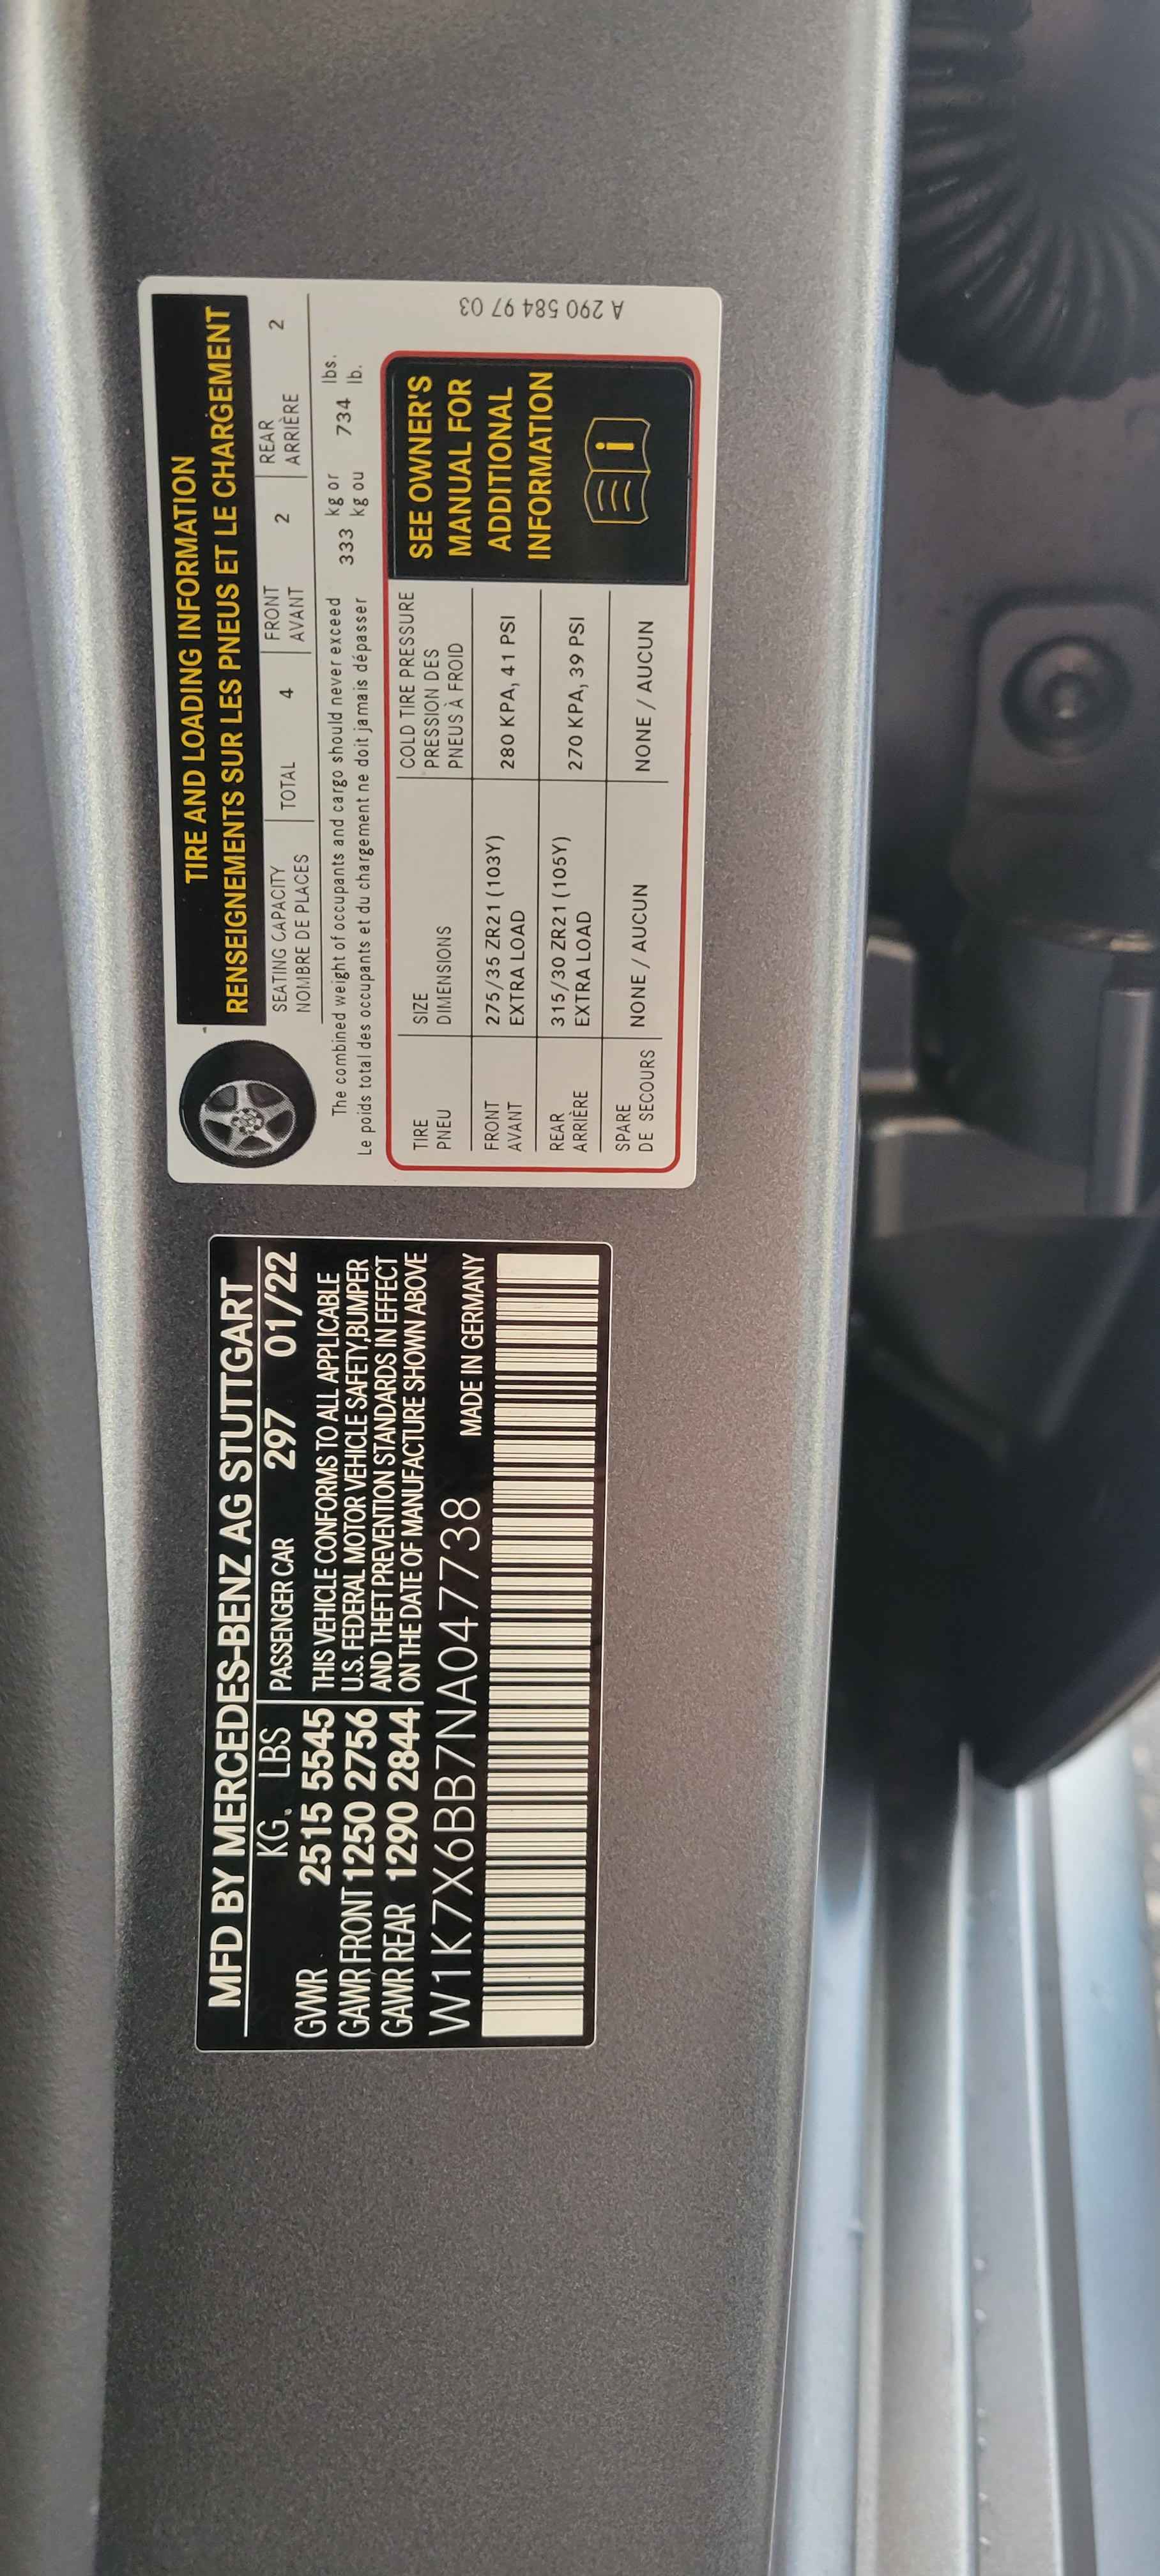 MFD BY MERCEDES-BENZ AG STUTTGART
KG. LBS PASSENGER CAR 297 01/22
GVWR 2515 5545 THIS VEHICLE CONFORMS TO ALL APPLICABLE
GAWR FRONT 1250 2756 U.S. FEDERAL MOTOR VEHICLE SAFETY,BUMPER
GAWR REAR 1290 2844 AND THEFT PREVENTION STANDARDS IN EFFECT
ON THE DATE OF MANUFACTURE SHOWN ABOVE
W1K7X6BB7NA047738 MADE IN GERMANY
TIRE AND LOADING INFORMATION
RENSEIGNEMENTS SUR LES PNEUS ET LE CHARGEMENT
SEATING CAPACITY TOTAL 4 FRONT 2 REAR 2
NOMBRE DE PLACES AVANT ARRIÈRE
The combined weight of occupants and cargo should never exceed 333 kg or 734 lbs.
Le poids total des occupants et du chargement ne doit jamais dépasser kg ou lb.
TIRE SIZE COLD TIRE PRESSURE
PNEU DIMENSIONS PRESSION DES
PNEUS À FROID
FRONT 275/35 ZR21 (103Y) 280 KPA, 41 PSI
AVANT EXTRA LOAD
REAR 315/30 ZR21 (105Y) 270 KPA, 39 PSI
ARRIÈRE EXTRA LOAD
SPARE
DE SECOURS NONE / AUCUN NONE / AUCUN
SEE OWNER'S
MANUAL FOR
ADDITIONAL
INFORMATION
A 290 584 97 03